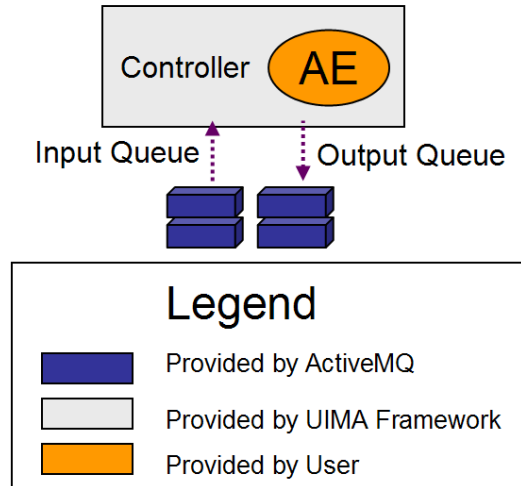 Controller
AE
Input Queue
Output Queue
Legend
Provided by ActiveMQ
Provided by UIMA Framework
Provided by User